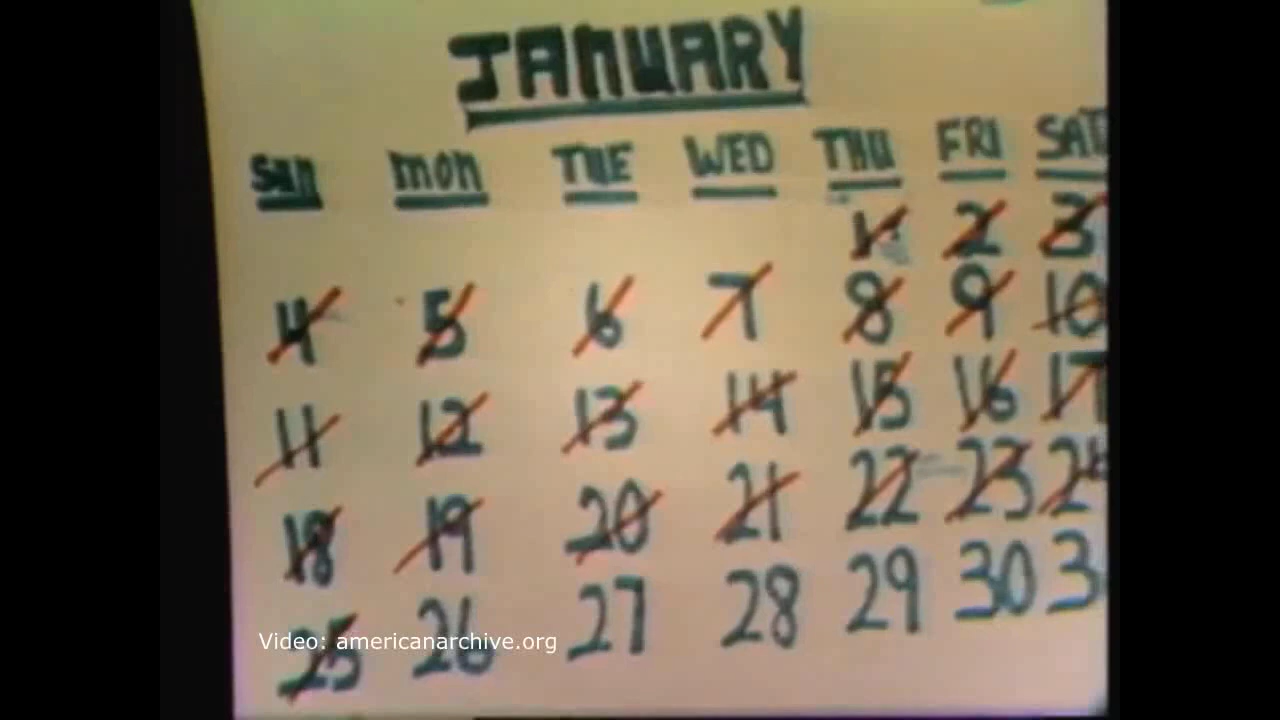 JANUARY
SUN MON TUE WED THU FRI SAT
1 2 3
4 5 6 7 8 9 10
11 12 13 14 15 16 17
18 19 20 21 22 23 24
25 26 27 28 29 30 3
Video: americanarchive.org